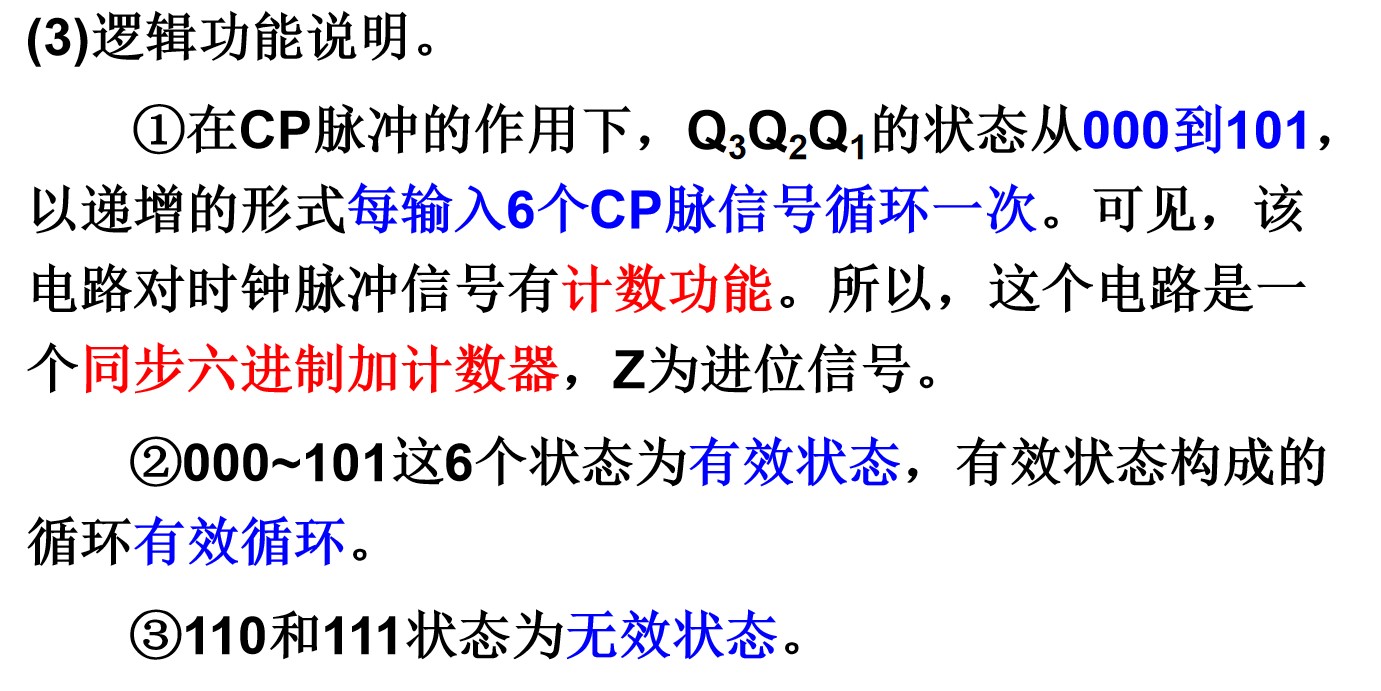 (3)逻辑功能说明。
①在CP脉冲的作用下，Q₃Q₂Q₁的状态从000到101，
以递增的形式每输入6个CP脉信号循环一次。可见，该
电路对时钟脉冲信号有计数功能。所以，这个电路是一
个同步六进制加计数器，Z为进位信号。
②000~101这6个状态为有效状态，有效状态构成的
循环有效循环。
③110和111状态为无效状态。